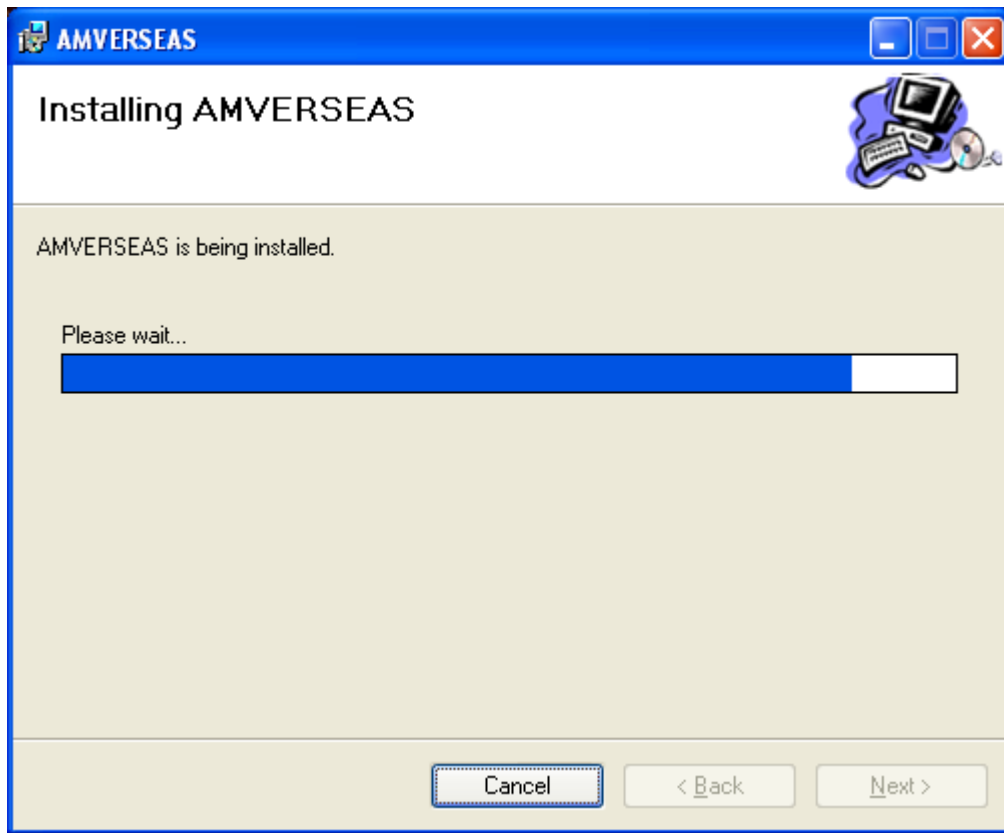 AMVERSEAS
Installing AMVERSEAS
AMVERSEAS is being installed.
Please wait...
Cancel
< Back
Next >